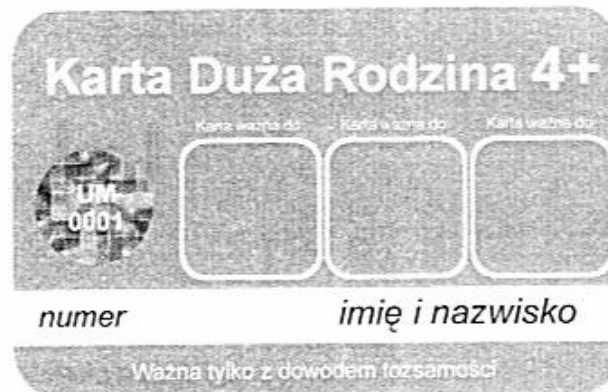 Karta Duża Rodzina 4+
Karta ważna do Karta ważna do Karta ważna do
UM
0001
numer imię i nazwisko
Ważna tylko z dowodem tożsamości